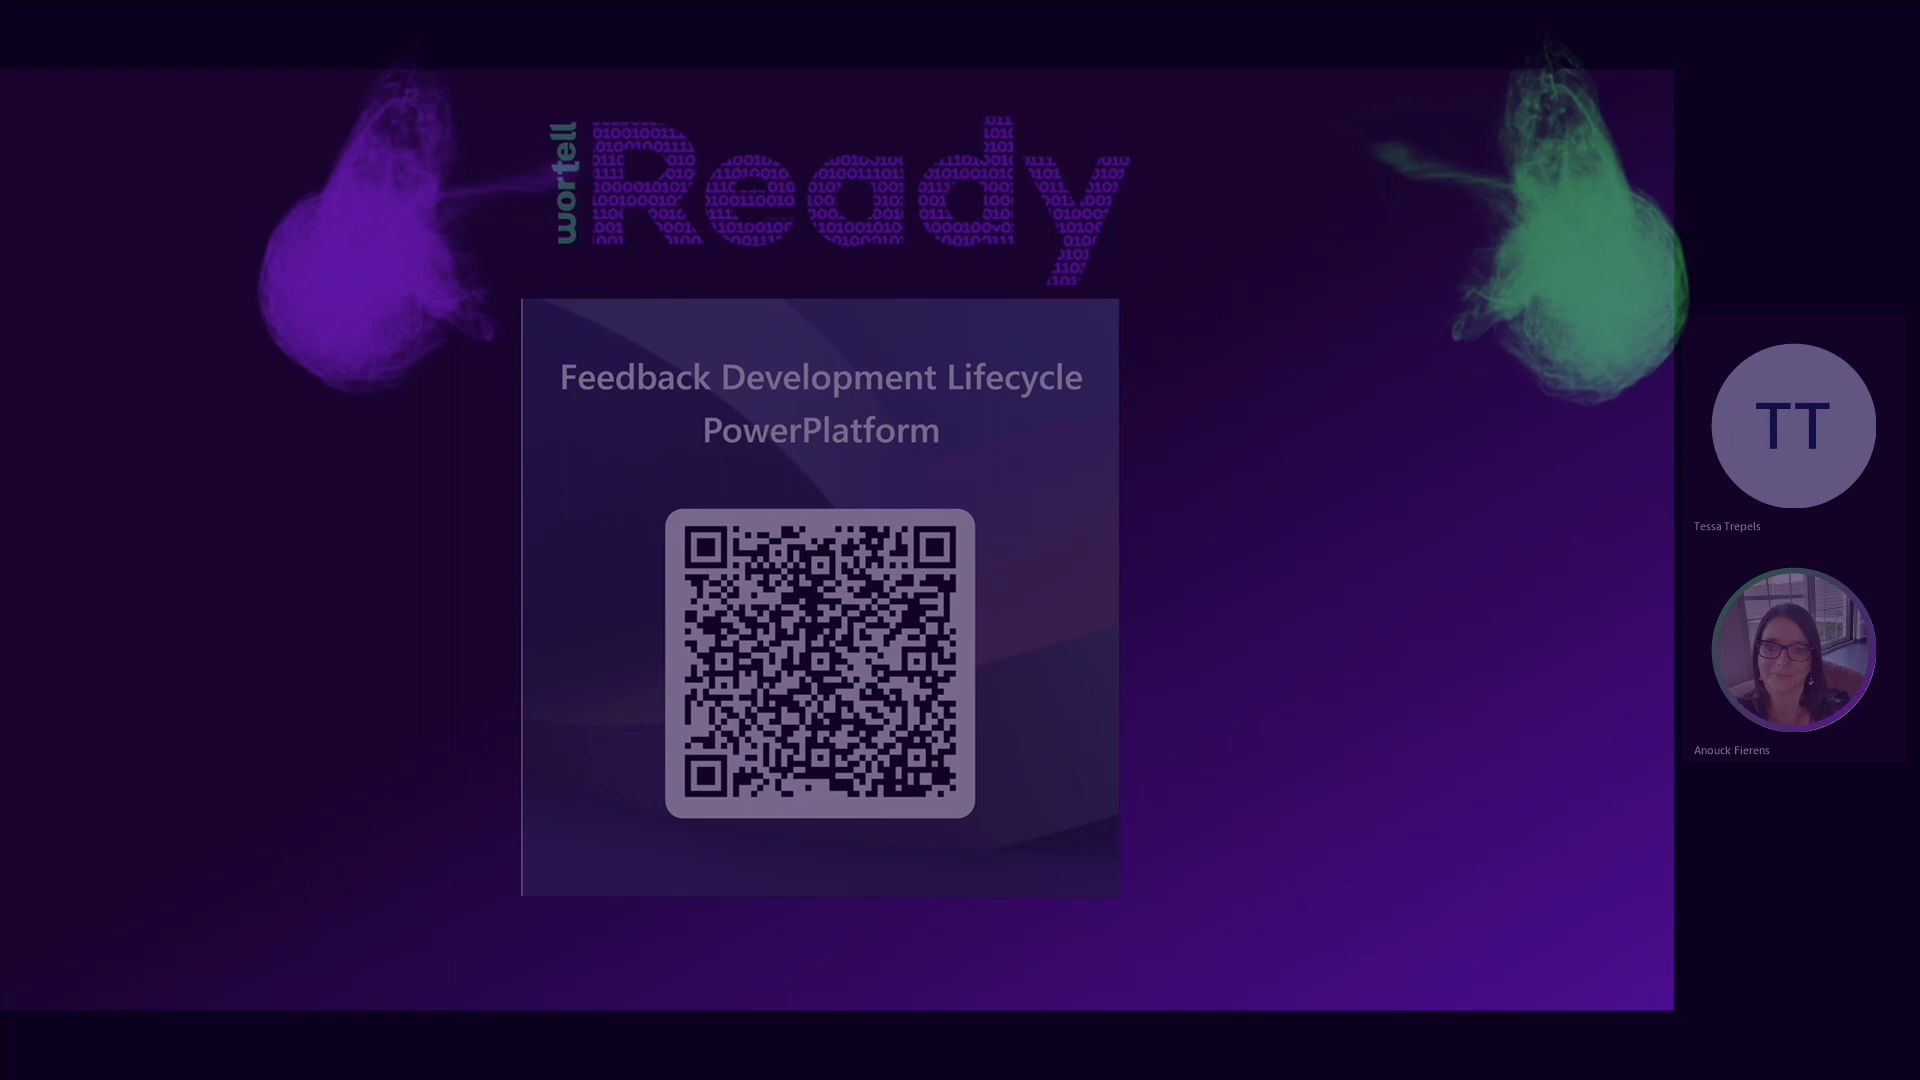 wortell
Ready
Feedback Development Lifecycle
PowerPlatform
TT
Tessa Trepels
Anouck Fierens